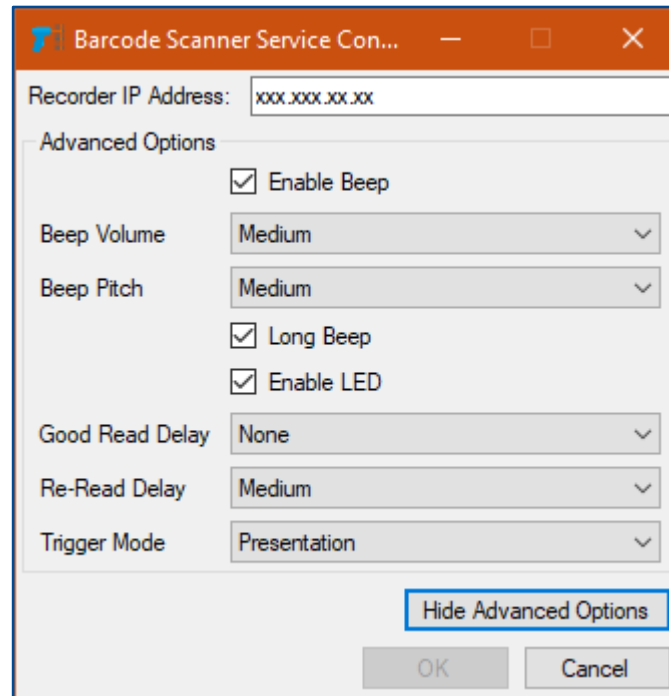 Barcode Scanner Service Con...
Recorder IP Address: xxx.xxx.xx.xx
Advanced Options
Enable Beep
Beep Volume Medium
Beep Pitch Medium
Long Beep
Enable LED
Good Read Delay None
Re-Read Delay Medium
Trigger Mode Presentation
Hide Advanced Options
OK Cancel